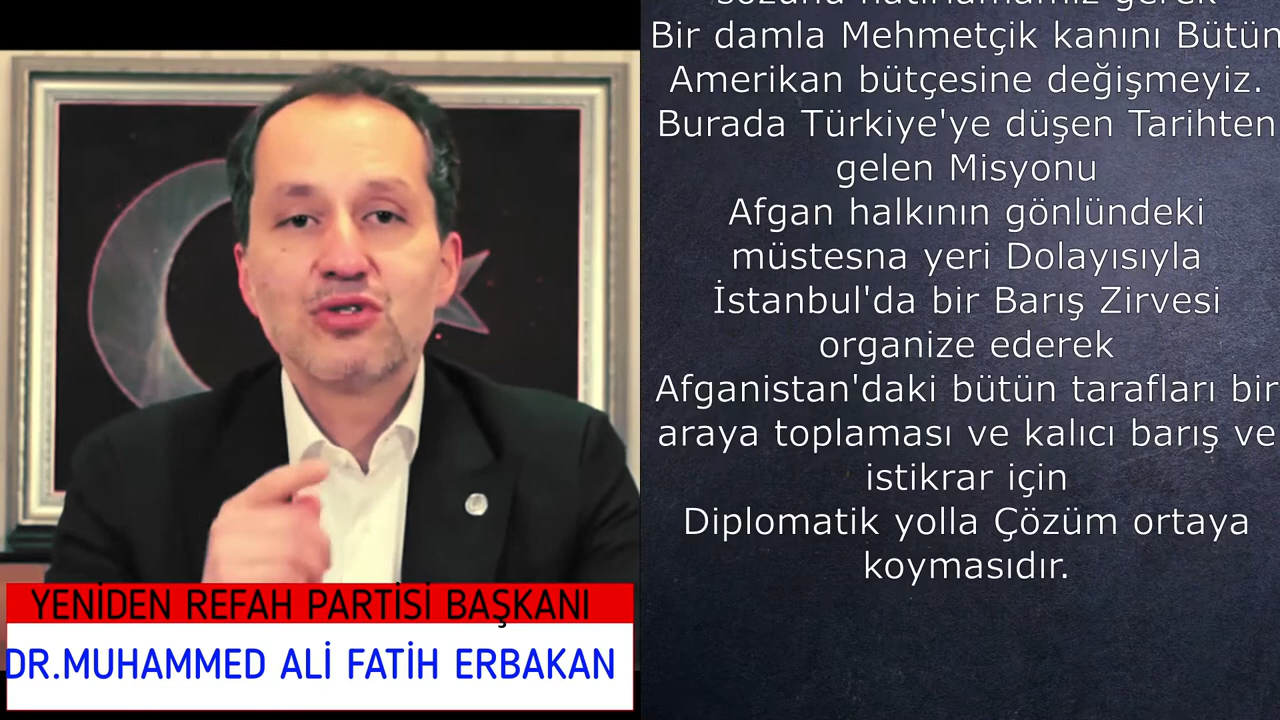 YENİDEN REFAH PARTİSİ BAŞKANI
DR.MUHAMMED ALİ FATİH ERBAKAN
sözünü hatırlamamız gerek
Bir damla Mehmetçik kanını Bütün
Amerikan bütçesine değişmeyiz.
Burada Türkiye'ye düşen Tarihten
gelen Misyonu
Afgan halkının gönlündeki
müstesna yeri Dolayısıyla
İstanbul'da bir Barış Zirvesi
organize ederek
Afganistan'daki bütün tarafları bir
araya toplaması ve kalıcı barış ve
istikrar için
Diplomatik yolla Çözüm ortaya
koymasıdır.